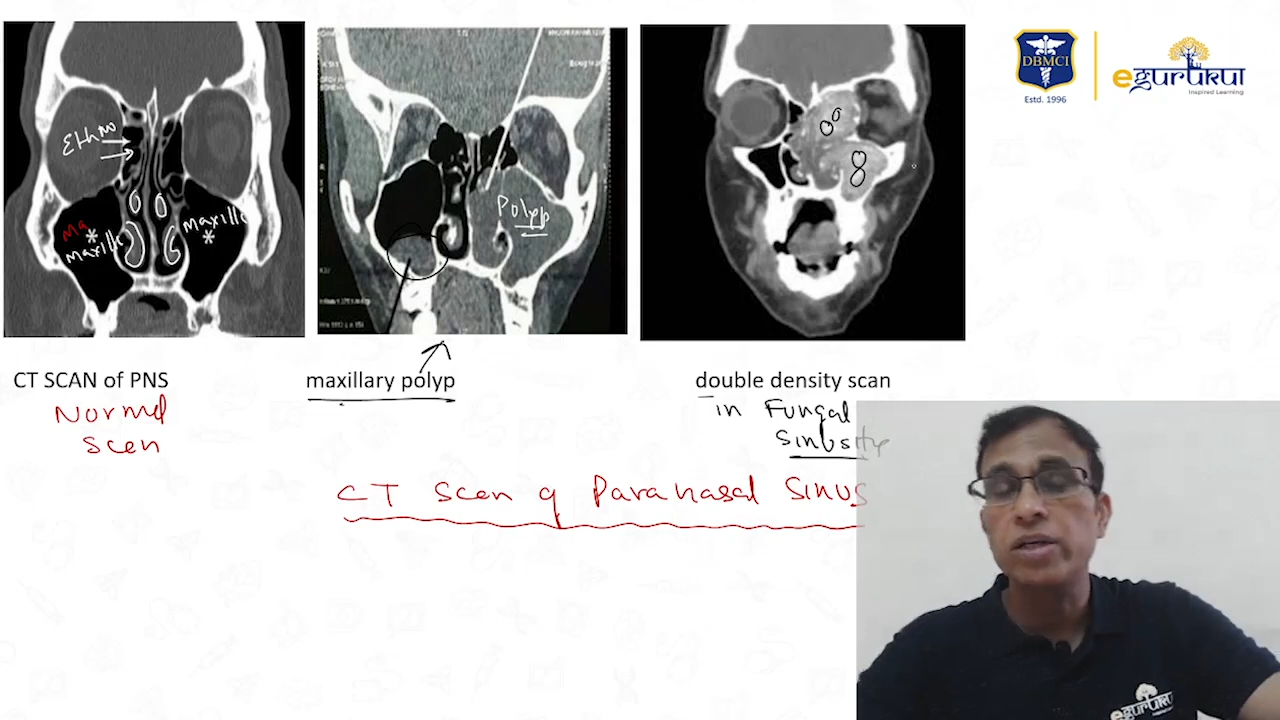 Ethmo
Ma
maxilla
maxilla
Polyp
DBMCI
Estd. 1996
egurukul
Inspired Learning
CT SCAN of PNS
Normal
Scan
maxillary polyp
double density scan
in Fungal
sinusitis
CT Scan of Paranasal Sinus
egurukul